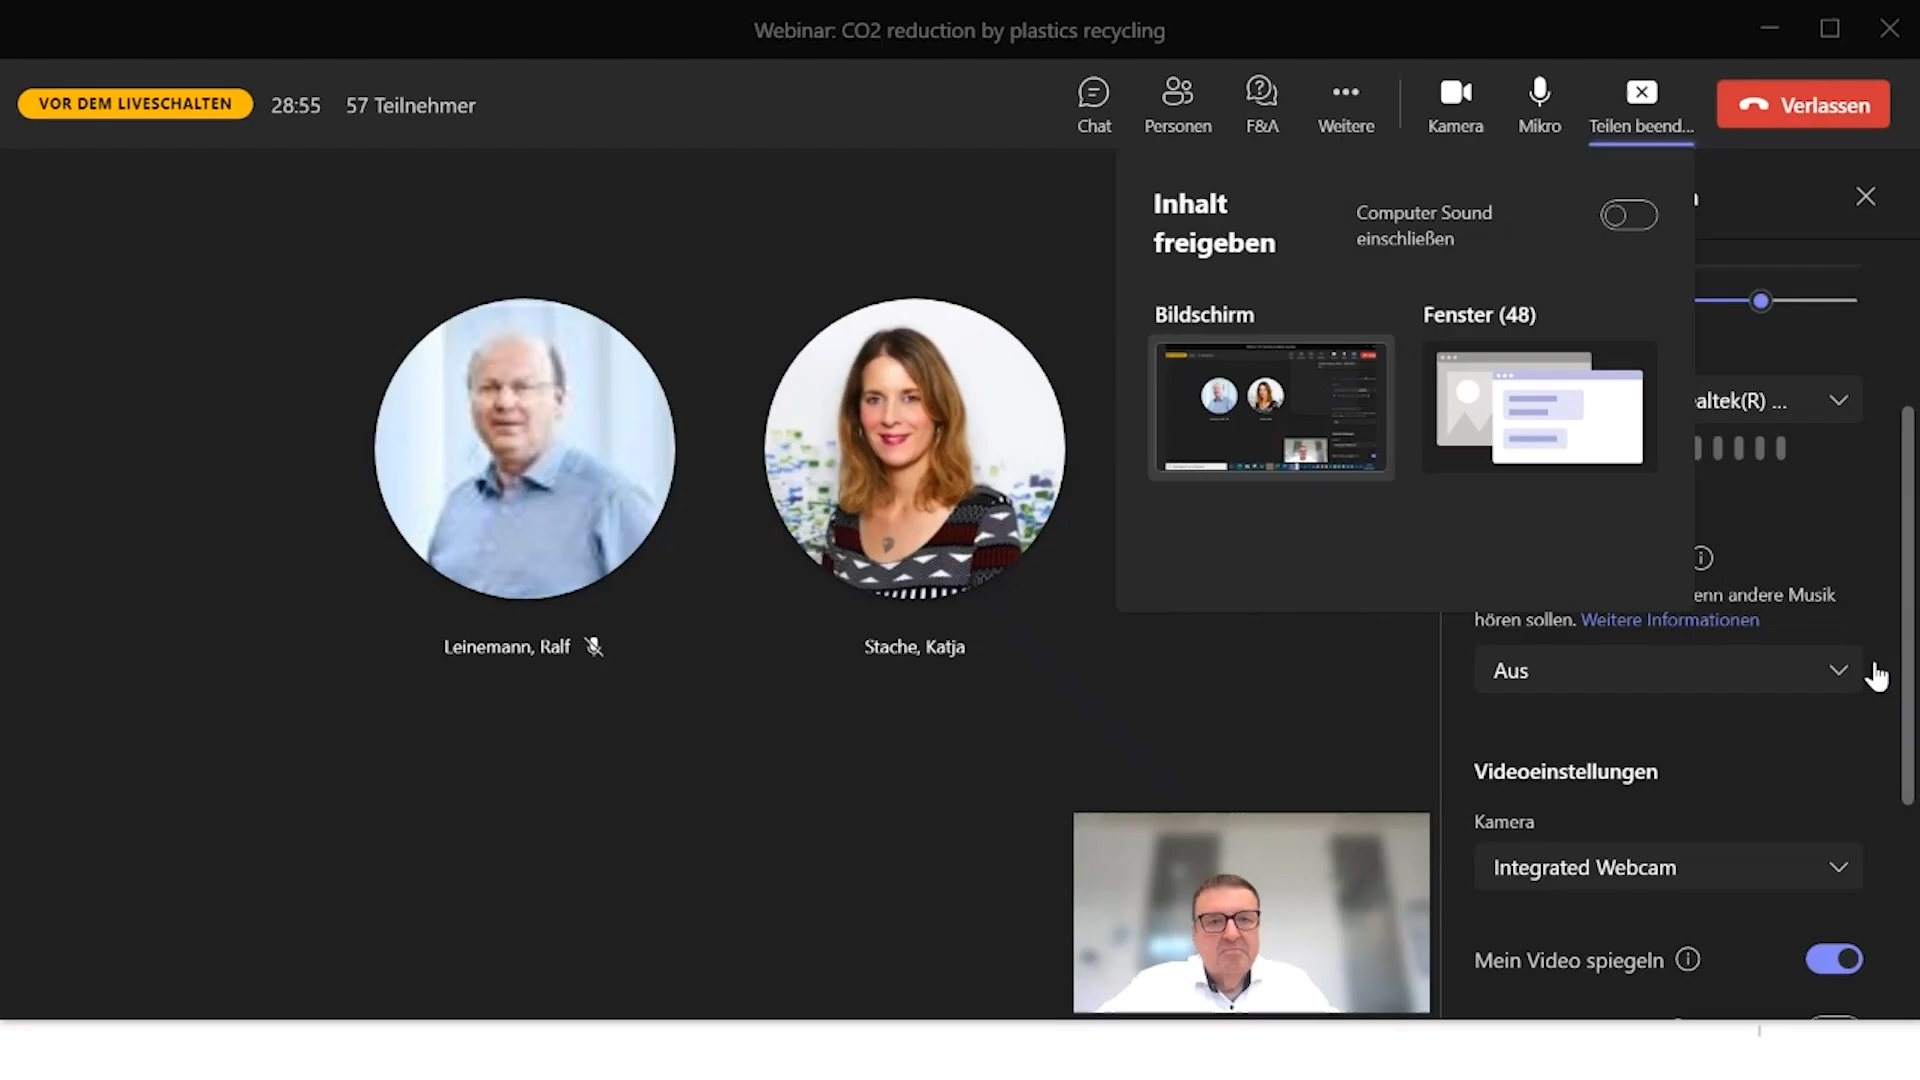 Webinar: CO2 reduction by plastics recycling
VOR DEM LIVESCHALTEN
28:55
57 Teilnehmer
Chat
Personen
F&A
Weitere
Kamera
Mikro
Teilen beend...
Verlassen
Inhalt
freigeben
Computer Sound
einschließen
Bildschirm
Fenster (48)
altek(R) ...
enn andere Musik
hören sollen. Weitere Informationen
Aus
Leinemann, Ralf
Stache, Katja
Videoeinstellungen
Kamera
Integrated Webcam
Mein Video spiegeln